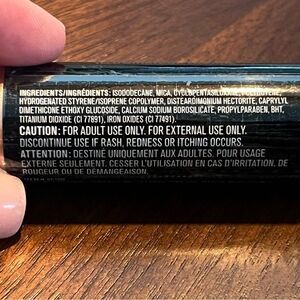 INGREDIENTS/INGRÉDIENTS: ISODODECANE, MICA, CYCLOPENTASILOXANE, POLYBUTENE,
HYDROGENATED STYRENE/ISOPRENE COPOLYMER, DISTEARDIMONIUM HECTORITE, CAPRYLYL
DIMETHICONE ETHOXY GLUCOSIDE, CALCIUM SODIUM BOROSILICATE, PROPYLPARABEN, BHT,
TITANIUM DIOXIDE (CI 77891), IRON OXIDES (CI 77491).
CAUTION: FOR ADULT USE ONLY. FOR EXTERNAL USE ONLY.
DISCONTINUE USE IF RASH, REDNESS OR ITCHING OCCURS.
ATTENTION: DESTINÉ UNIQUEMENT AUX ADULTES. POUR USAGE
EXTERNE SEULEMENT. CESSER L'UTILISATION EN CAS D'IRRITATION, DE
ROUGEUR OU DE DÉMANGEAISON.